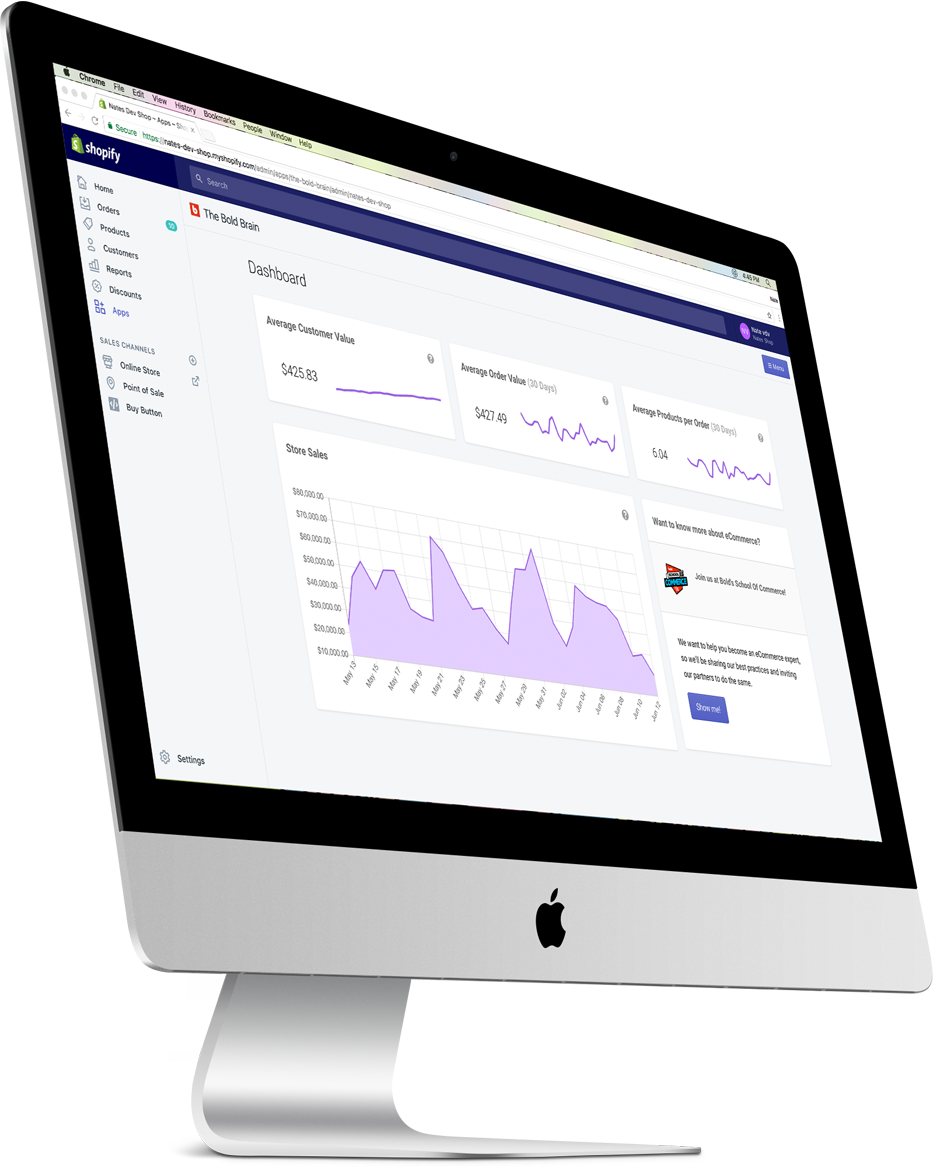 Chrome File Edit View History Bookmarks People Window Help
4:45 PM
Nates Dev Shop ~ Apps ~ Sho
Nate
Secure https://nates-dev-shop.myshopify.com/admin/apps/the-bold-brain/admin/nates-dev-shop
shopify
Search
Nate vdv
Nates Shop
Home
Orders
Products
10
Customers
Reports
Discounts
Apps
SALES CHANNELS
Online Store
Point of Sale
Buy Button
Settings
The Bold Brain
Menu
Dashboard
Average Customer Value
$425.83
Average Order Value (30 Days)
$427.49
Average Products per Order (30 Days)
6.04
Store Sales
$80,000.00
$70,000.00
$60,000.00
$50,000.00
$40,000.00
$30,000.00
$20,000.00
$10,000.00
May 13
May 15
May 17
May 19
May 21
May 23
May 25
May 27
May 29
May 31
Jun 02
Jun 04
Jun 06
Jun 08
Jun 10
Jun 12
Want to know more about eCommerce?
SCHOOL OF
COMMERCE
Join us at Bold's School Of Commerce!
We want to help you become an eCommerce expert,
so we'll be sharing our best practices and inviting
our partners to do the same.
Show me!